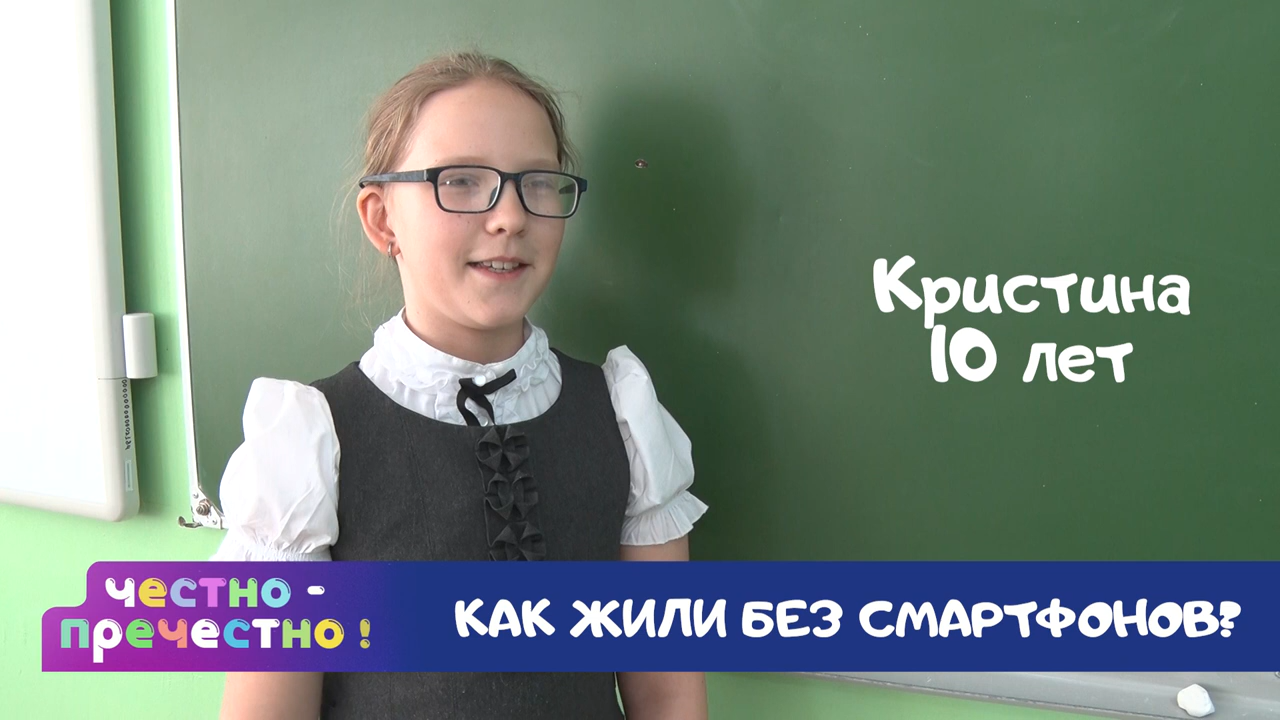 Кристина
10 лет
ЧЕСТНО -
ПРЕЧЕСТНО !
КАК ЖИЛИ БЕЗ СМАРТФОНОВ?